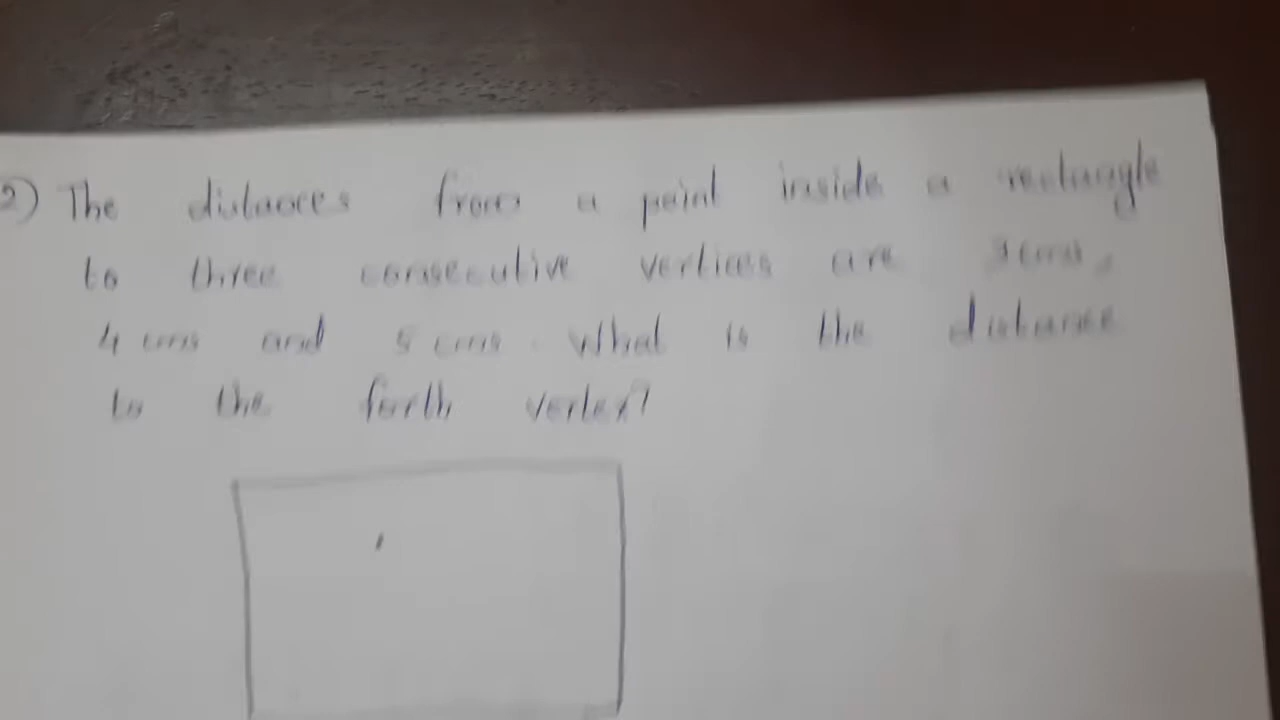 2) The distances from a point inside a rectangle
to three consecutive vertices are 3cms,
4 cms and 5 cms. What is the distance
to the forth vertex?